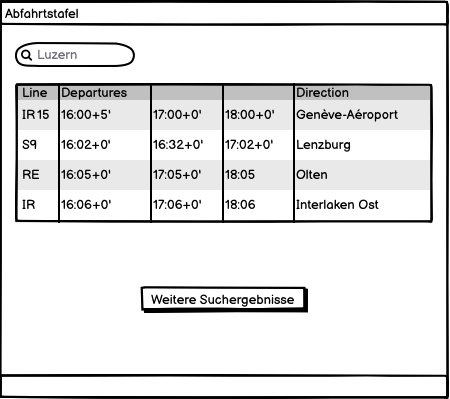 Abfahrtstafel
Luzern
Line Departures Direction
IR15 16:00+5' 17:00+0' 18:00+0' Genève-Aéroport
S9 16:02+0' 16:32+0' 17:02+0' Lenzburg
RE 16:05+0' 17:05+0' 18:05 Olten
IR 16:06+0' 17:06+0' 18:06 Interlaken Ost
Weitere Suchergebnisse